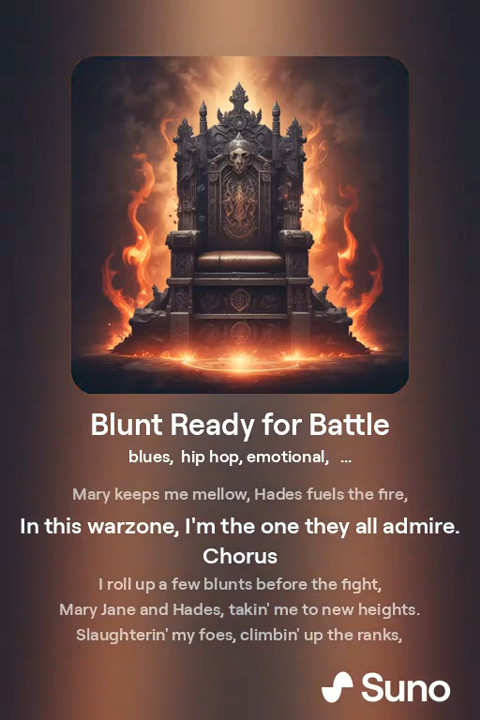 Blunt Ready for Battle
blues, hip hop, emotional, ...
Mary keeps me mellow, Hades fuels the fire,
In this warzone, I'm the one they all admire.
Chorus
I roll up a few blunts before the fight,
Mary Jane and Hades, takin' me to new heights.
Slaughterin' my foes, climbin' up the ranks,
Suno